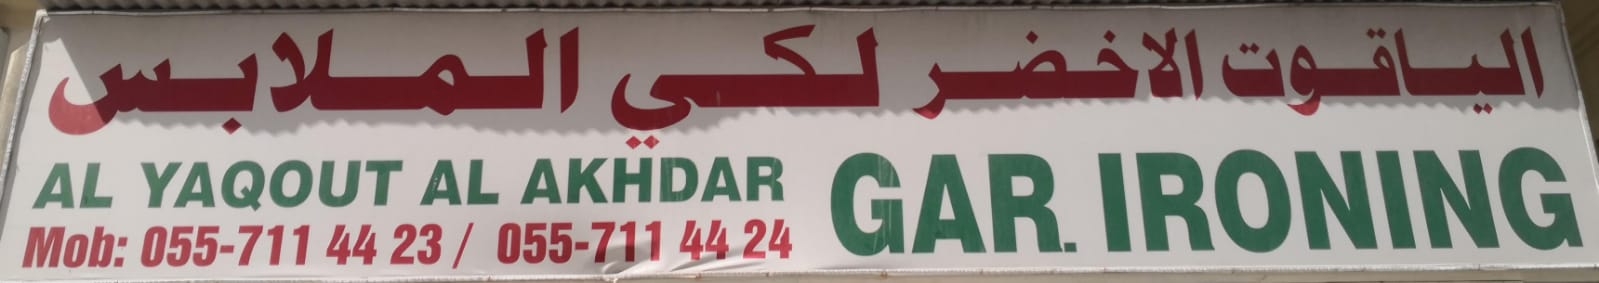 الياقوت الاخضر لكي الملابس
AL YAQOUT AL AKHDAR GAR. IRONING
Mob: 055-711 44 23 / 055-711 44 24